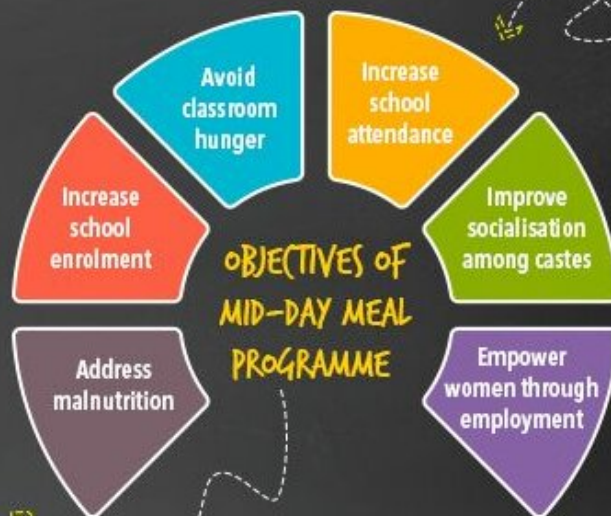 Address
malnutrition
Increase
school
enrolment
Avoid
classroom
hunger
Increase
school
attendance
Improve
socialisation
among castes
Empower
women through
employment
OBJECTIVES OF
MID-DAY MEAL
PROGRAMME